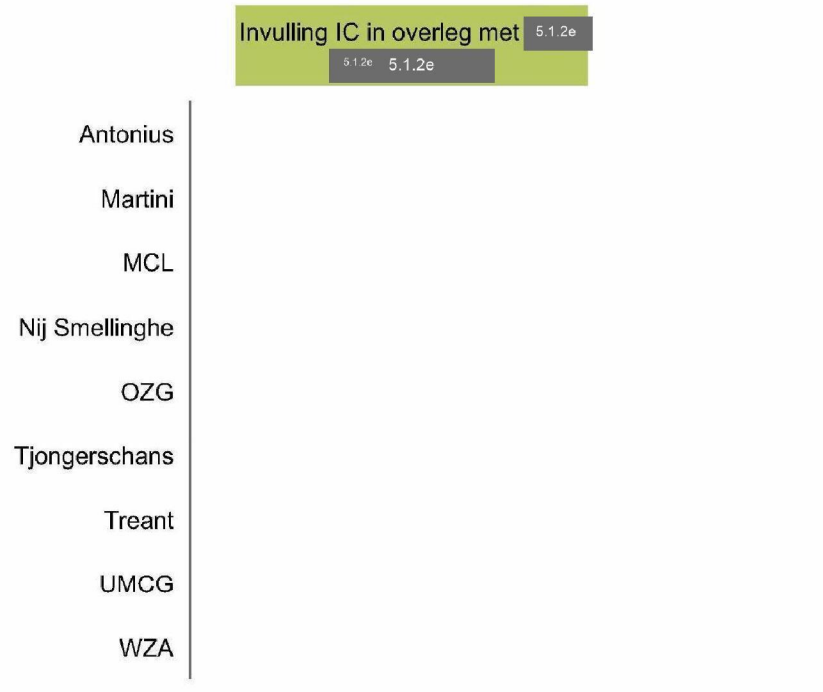 Invulling IC in overleg met 5.1.2e
5.1.2e 5.1.2e
Antonius
Martini
MCL
Nij Smellinghe
OZG
Tjongerschans
Treant
UMCG
WZA